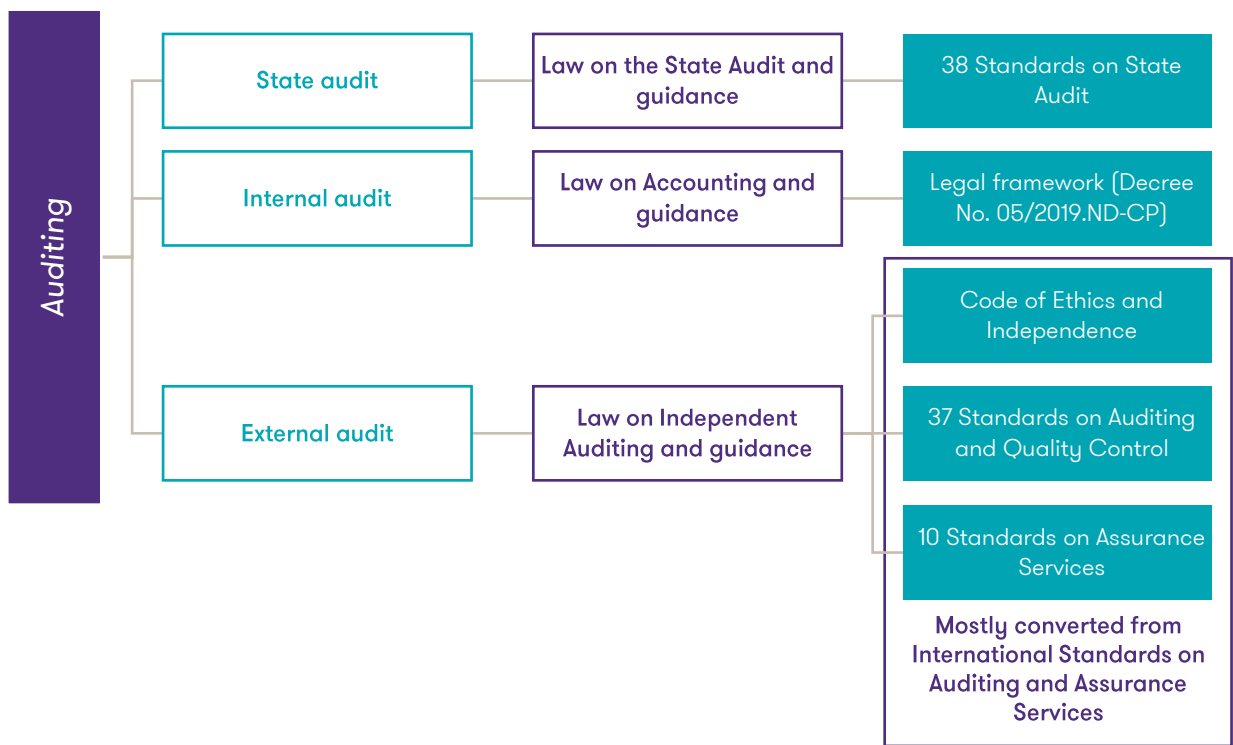 Auditing
State audit
Law on the State Audit and
guidance
38 Standards on State
Audit
Internal audit
Law on Accounting and
guidance
Legal framework (Decree
No. 05/2019.ND-CP)
External audit
Law on Independent
Auditing and guidance
Code of Ethics and
Independence
37 Standards on Auditing
and Quality Control
10 Standards on Assurance
Services
Mostly converted from
International Standards on
Auditing and Assurance
Services